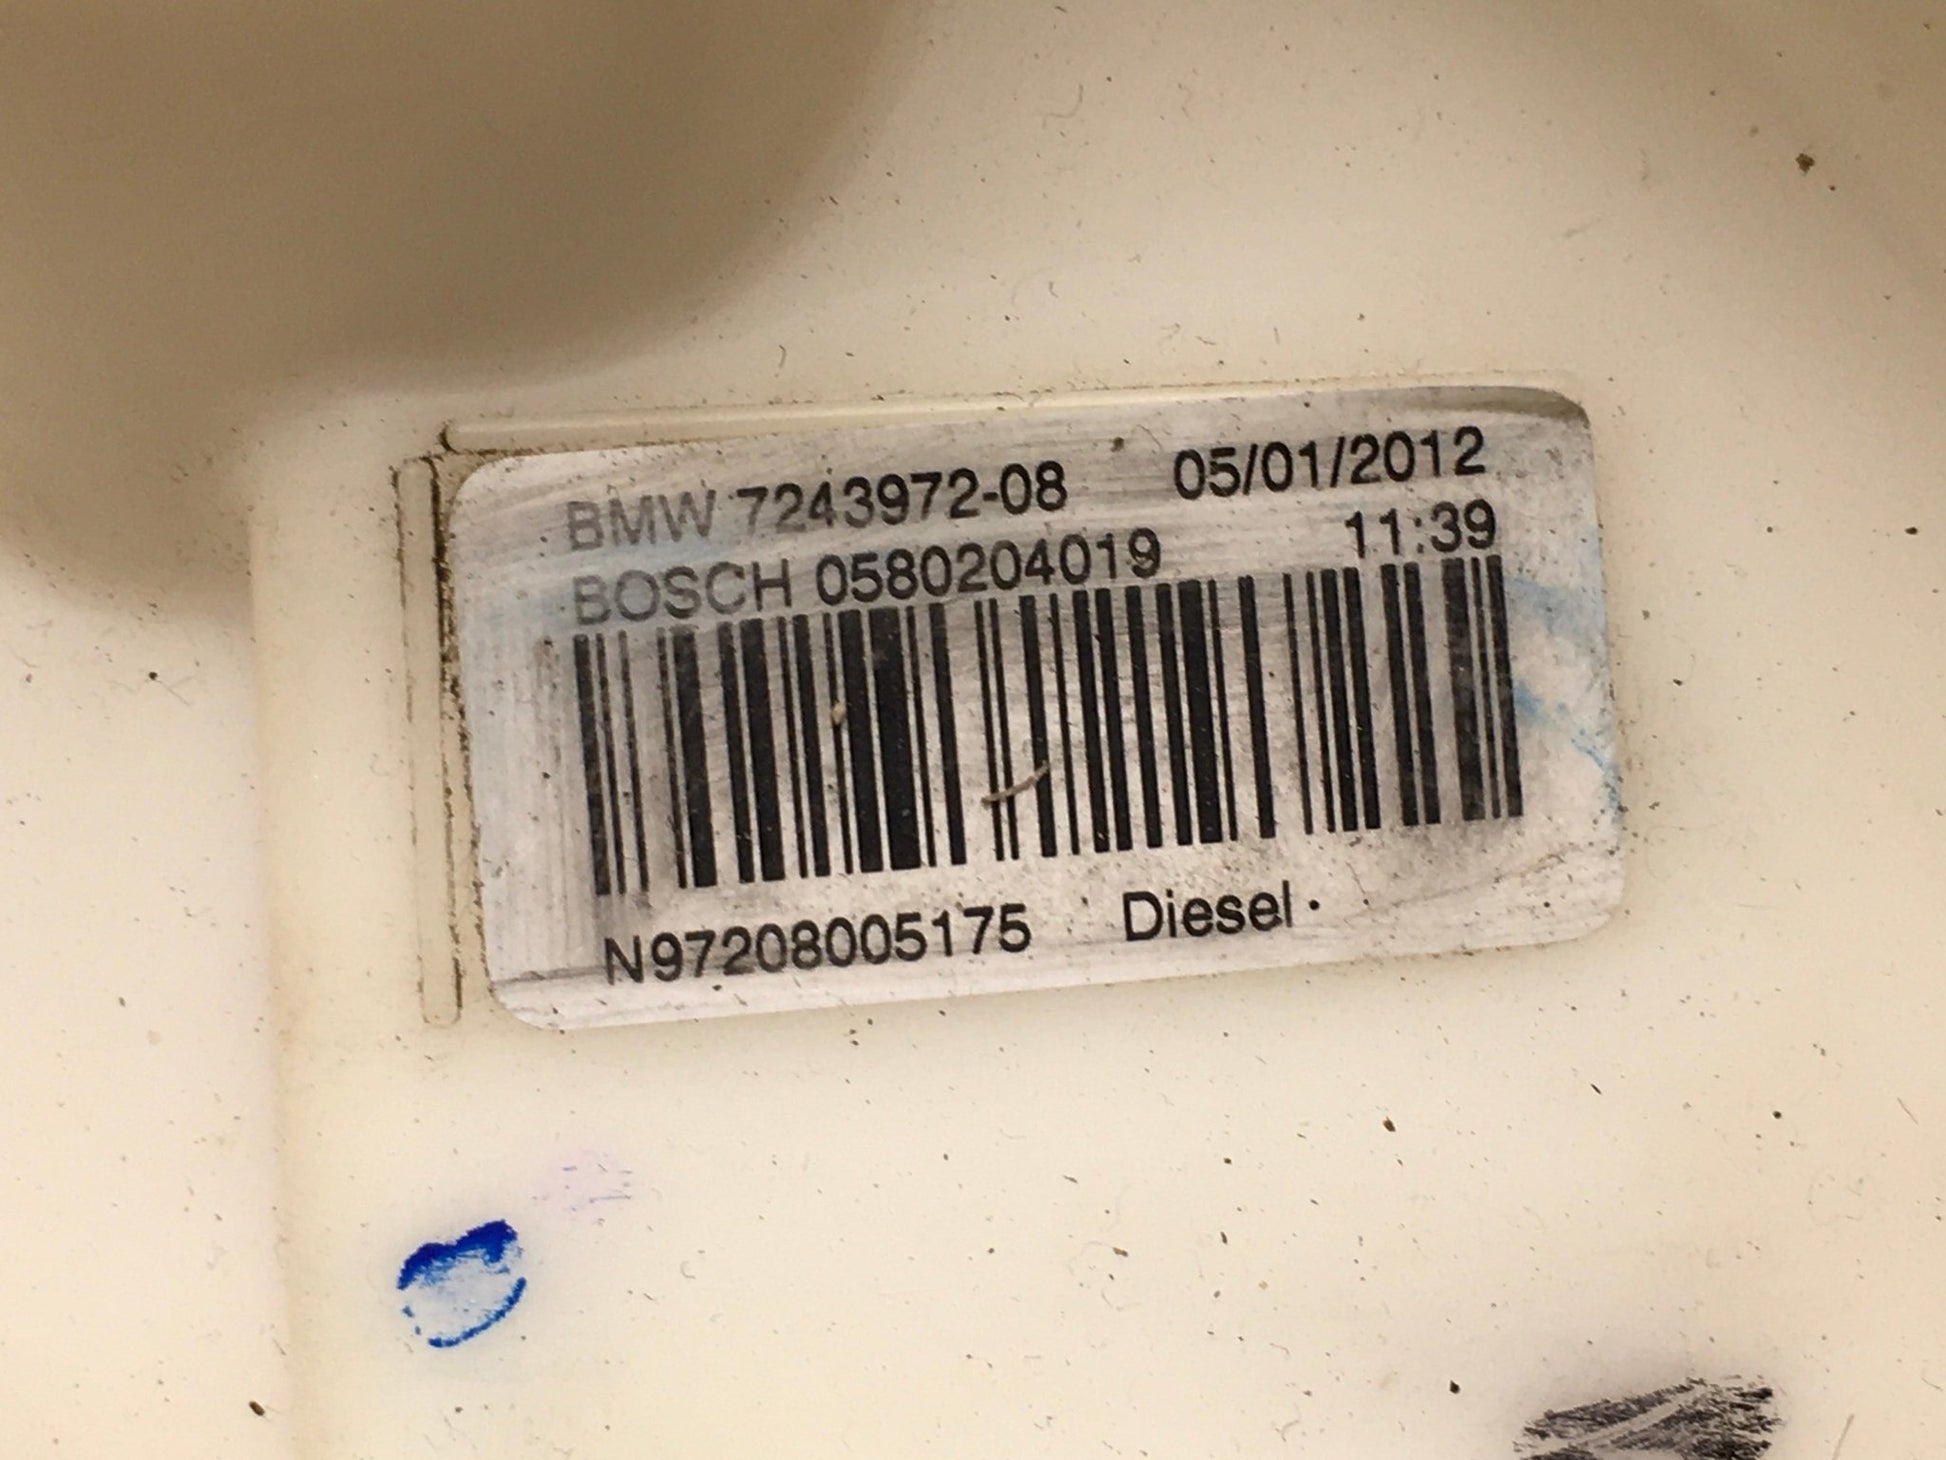 BMW 7243972-08 05/01/2012
BOSCH 0580204019 11:39
N97208005175 Diesel